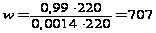 w = 0,99 · 220 / 0,0014 · 220 = 707